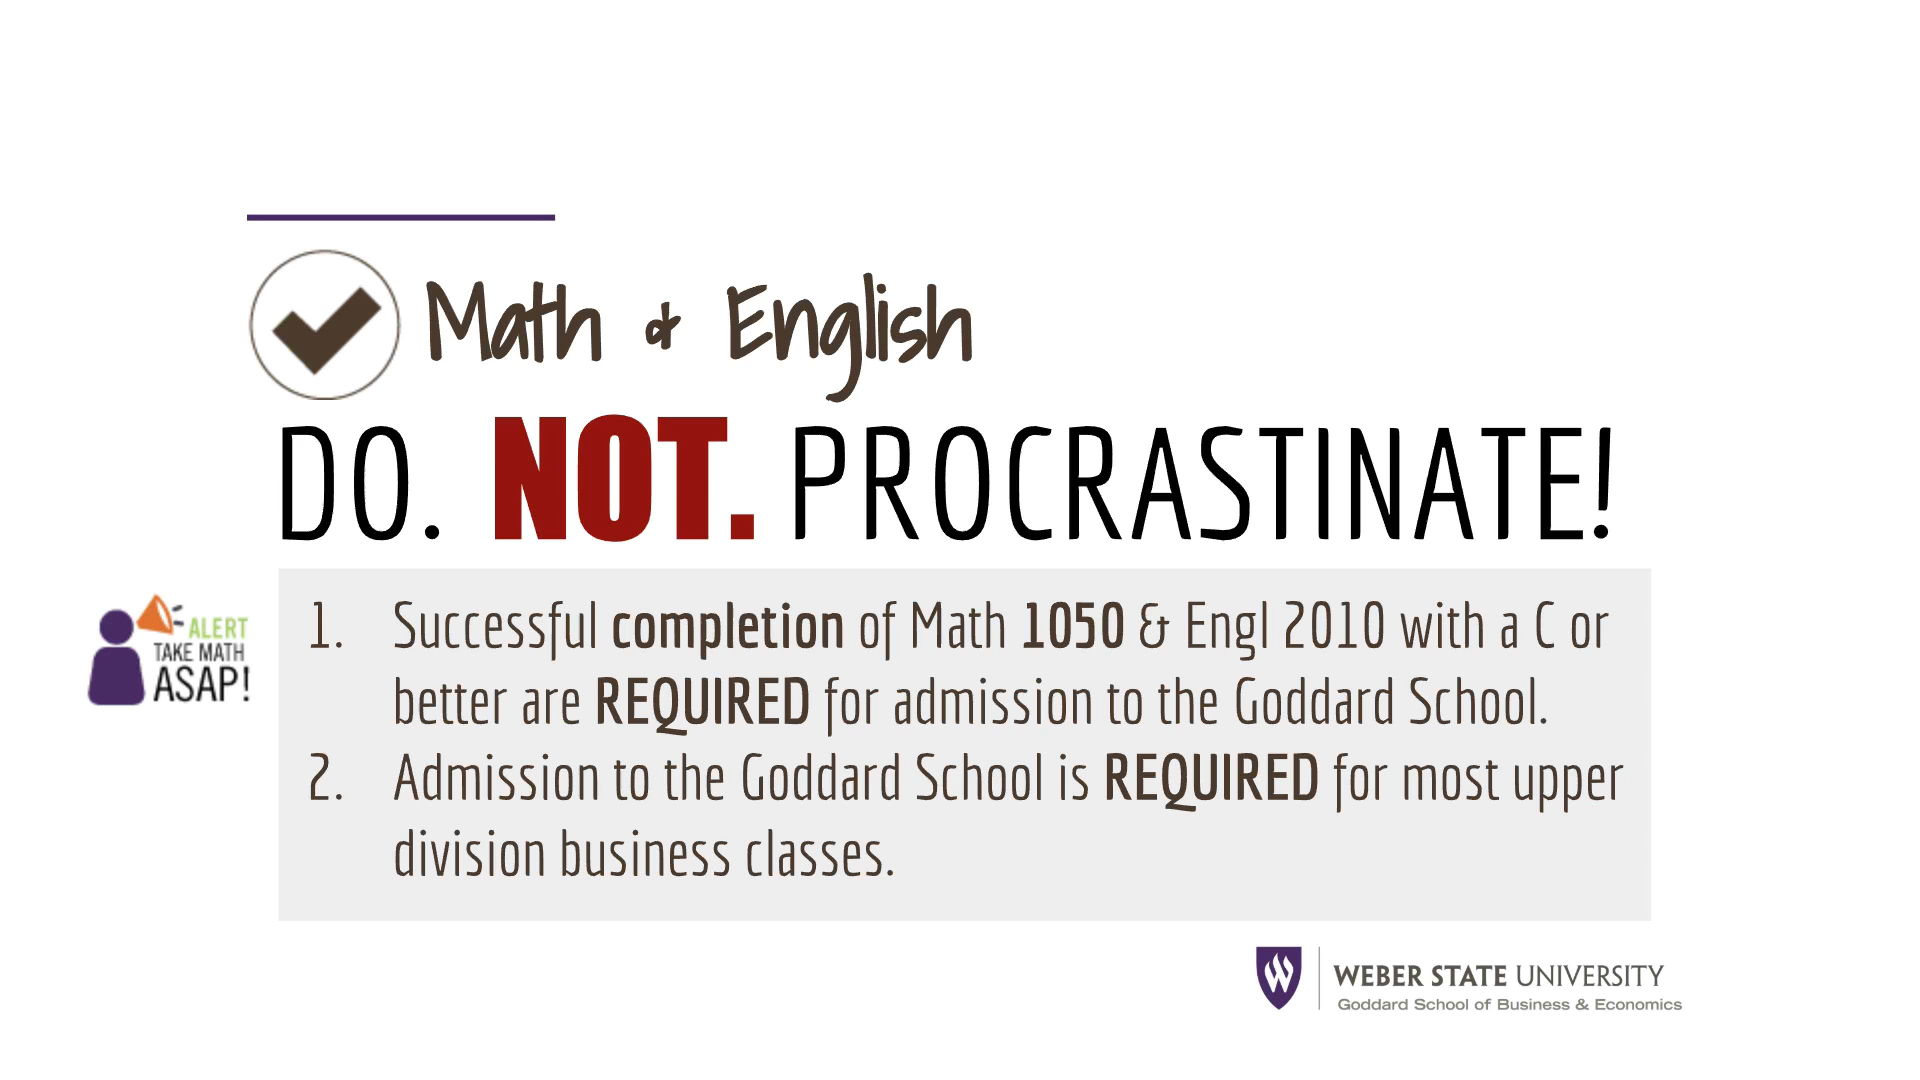 Math & English
DO. NOT. PROCRASTINATE!
ALERT
TAKE MATH
ASAP!
1. Successful completion of Math 1050 & Engl 2010 with a C or
better are REQUIRED for admission to the Goddard School.
2. Admission to the Goddard School is REQUIRED for most upper
division business classes.
WEBER STATE UNIVERSITY
Goddard School of Business & Economics